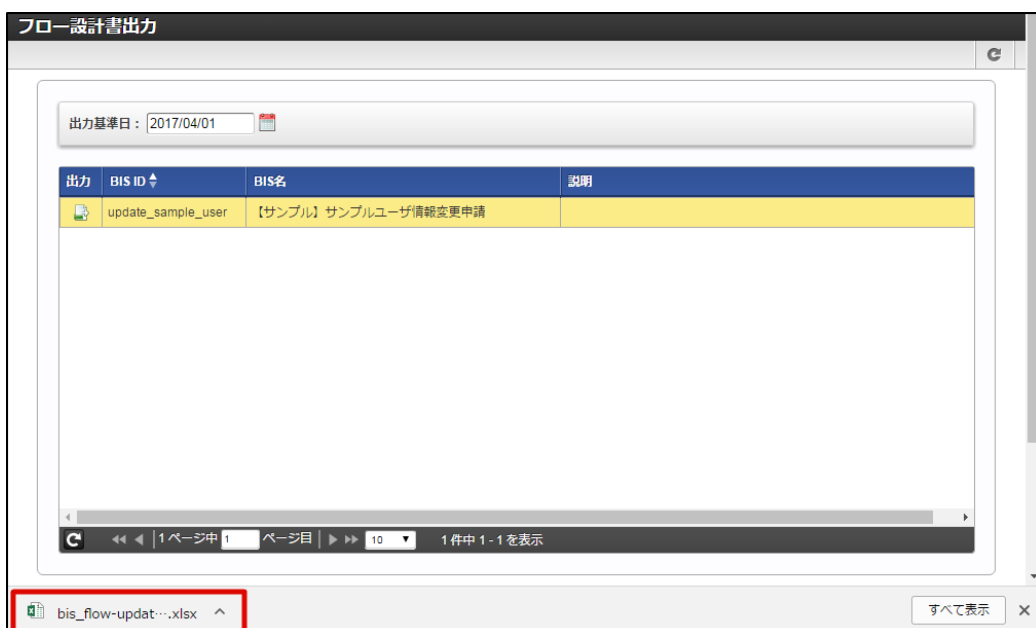 フロー設計書出力
出力基準日： 2017/04/01
出力 BIS ID BIS名 説明
update_sample_user 【サンプル】サンプルユーザ情報変更申請
1 ページ中 1 ページ目 10 1 件中 1 - 1 を表示
bis_flow-updat….xlsx すべて表示